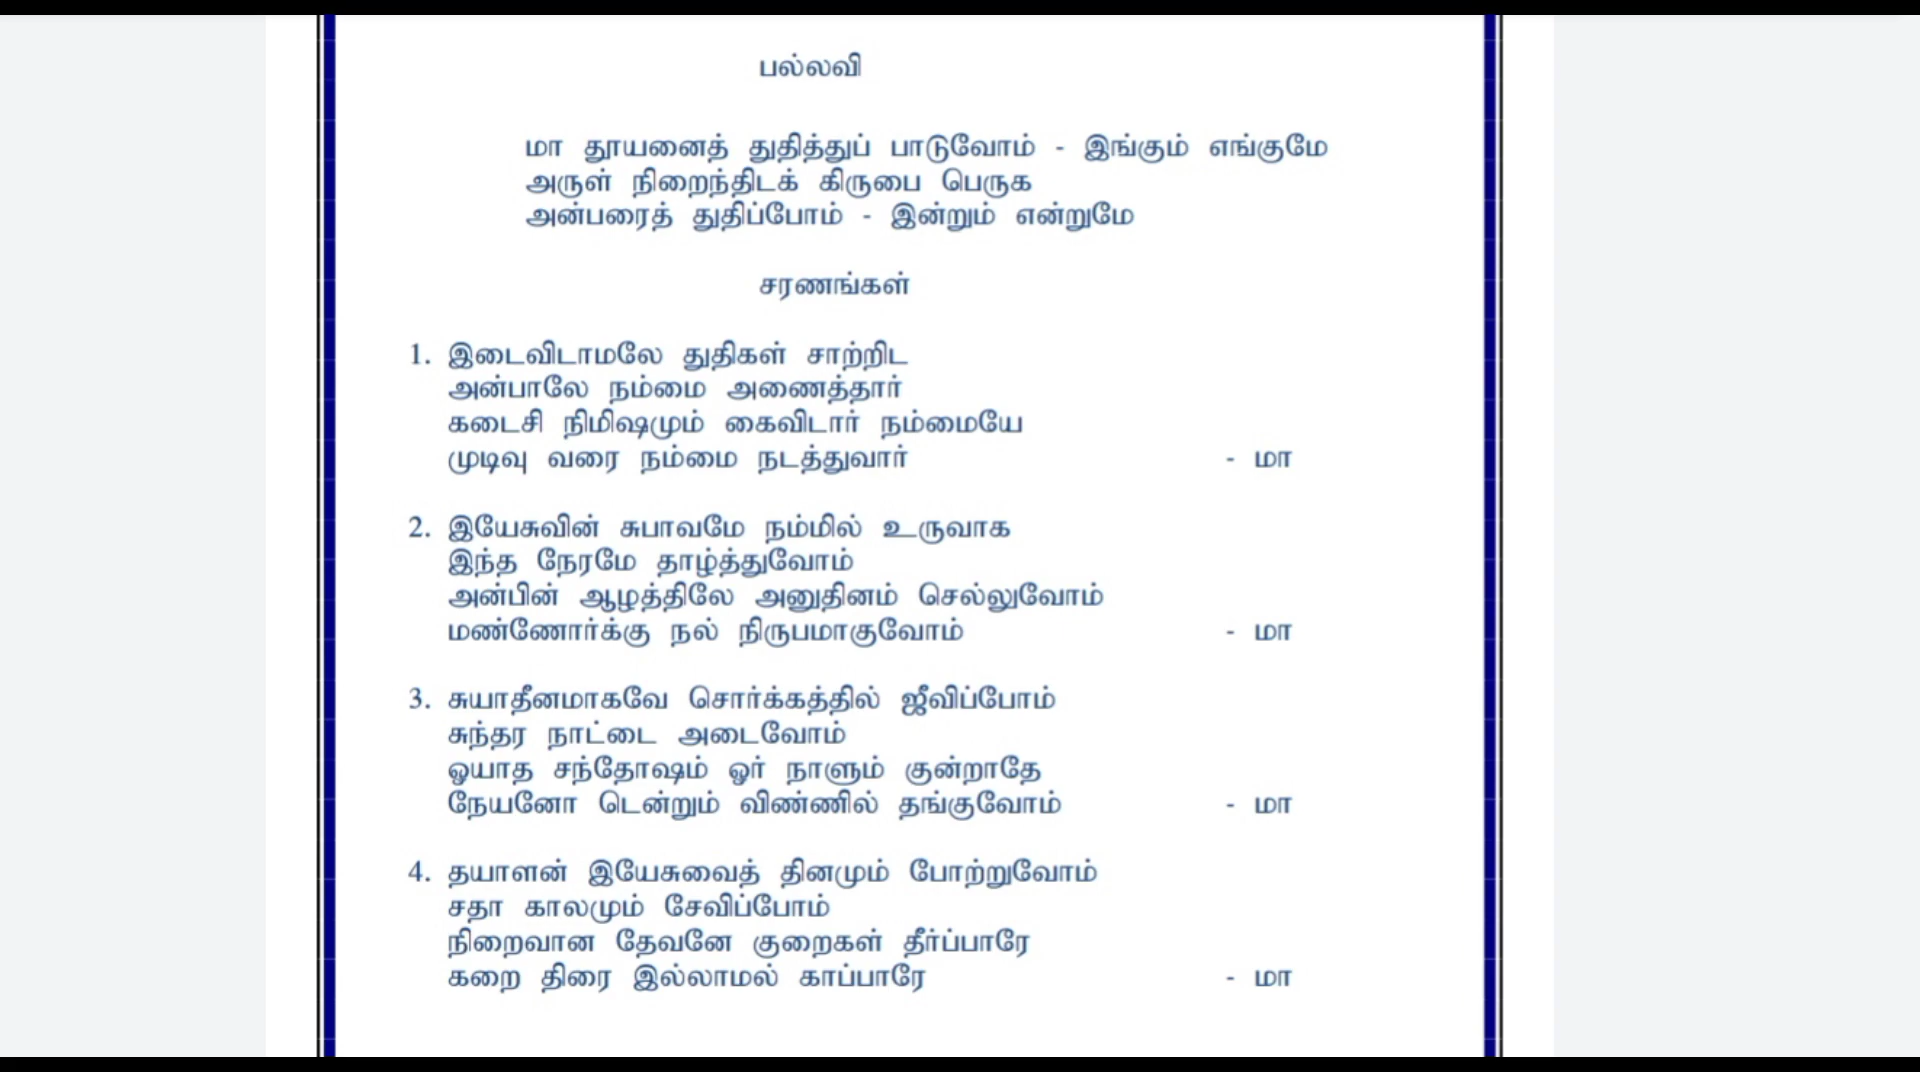 பல்லவி
மா தூயனைத் துதித்துப் பாடுவோம் - இங்கும் எங்குமே
அருள் நிறைந்திடக் கிருபை பெருக
அன்பரைத் துதிப்போம் - இன்றும் என்றுமே
சரணங்கள்
1. இடைவிடாமலே துதிகள் சாற்றிட
அன்பாலே நம்மை அணைத்தார்
கடைசி நிமிஷமும் கைவிடார் நம்மையே
முடிவு வரை நம்மை நடத்துவார் - மா
2. இயேசுவின் சுபாவமே நம்மில் உருவாக
இந்த நேரமே தாழ்த்துவோம்
அன்பின் ஆழத்திலே அனுதினம் செல்லுவோம்
மண்ணோர்க்கு நல் நிருபமாகுவோம் - மா
3. சுயாதீனமாகவே சொர்க்கத்தில் ஜீவிப்போம்
சுந்தர நாட்டை அடைவோம்
ஓயாத சந்தோஷம் ஓர் நாளும் குன்றாதே
நேயனோ டென்றும் விண்ணில் தங்குவோம் - மா
4. தயாளன் இயேசுவைத் தினமும் போற்றுவோம்
சதா காலமும் சேவிப்போம்
நிறைவான தேவனே குறைகள் தீர்ப்பாரே
கறை திரை இல்லாமல் காப்பாரே - மா